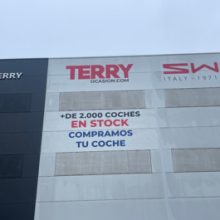 ERRY
TERRY
OCASION.COM
SW
+DE 2.000 COCHES
EN STOCK
COMPRAMOS
TU COCHE